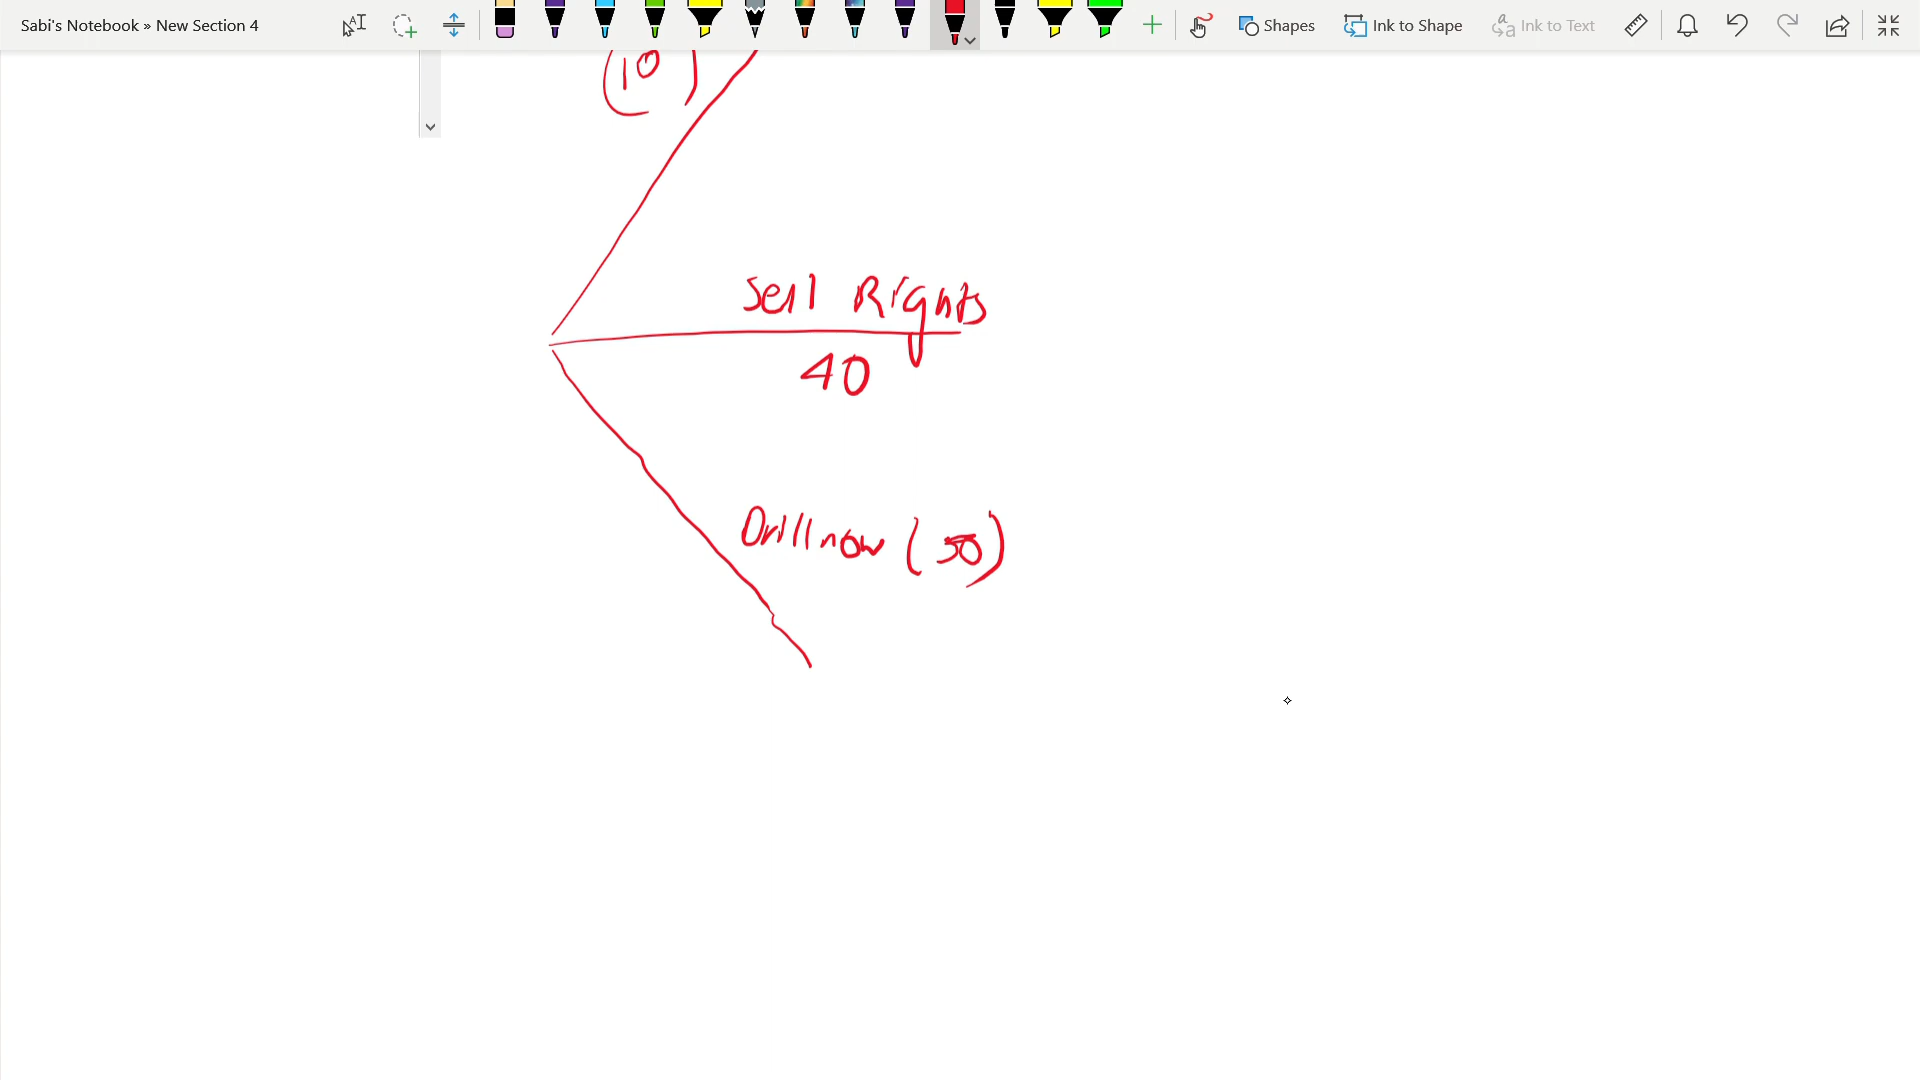 Sabi's Notebook » New Section 4
Shapes
Ink to Shape
Ink to Text
(10)
Sell Rights
40
Drill now (50)